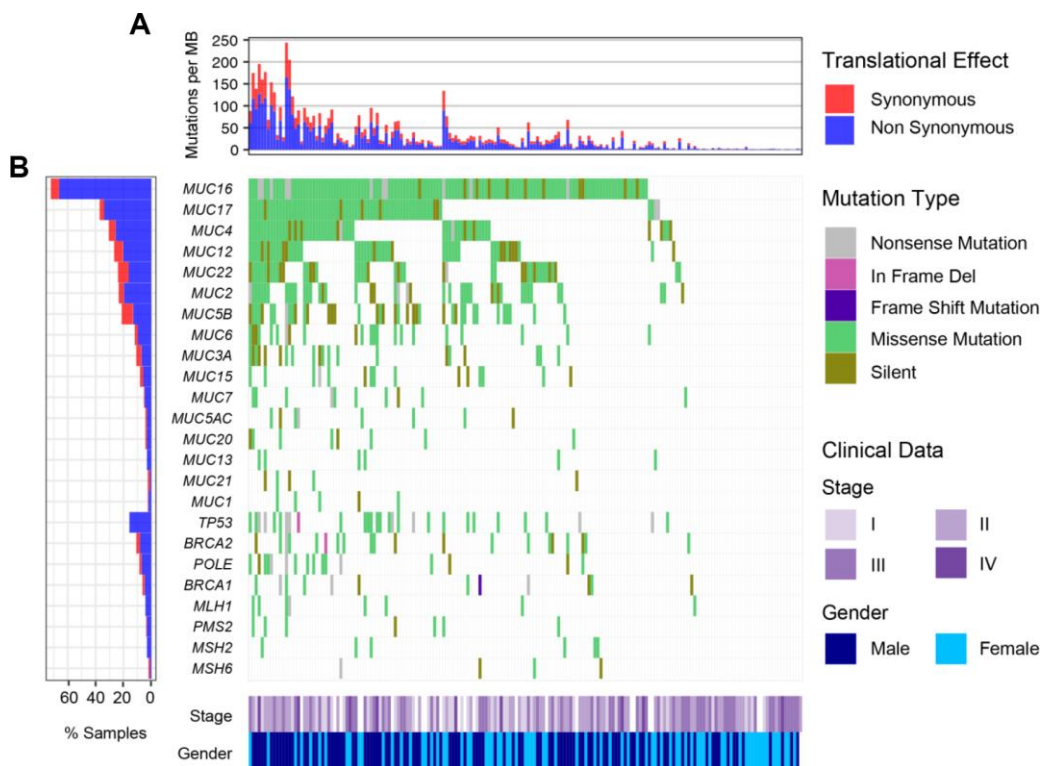 A
Mutations per MB
250
200
150
100
50
0
Translational Effect
Synonymous
Non Synonymous
B
MUC16
MUC17
MUC4
MUC12
MUC22
MUC2
MUC5B
MUC6
MUC3A
MUC15
MUC7
MUC5AC
MUC20
MUC13
MUC21
MUC1
TP53
BRCA2
POLE
BRCA1
MLH1
PMS2
MSH2
MSH6
60 40 20 0
% Samples
Mutation Type
Nonsense Mutation
In Frame Del
Frame Shift Mutation
Missense Mutation
Silent
Clinical Data
Stage
I II
III IV
Gender
Male Female
Stage
Gender